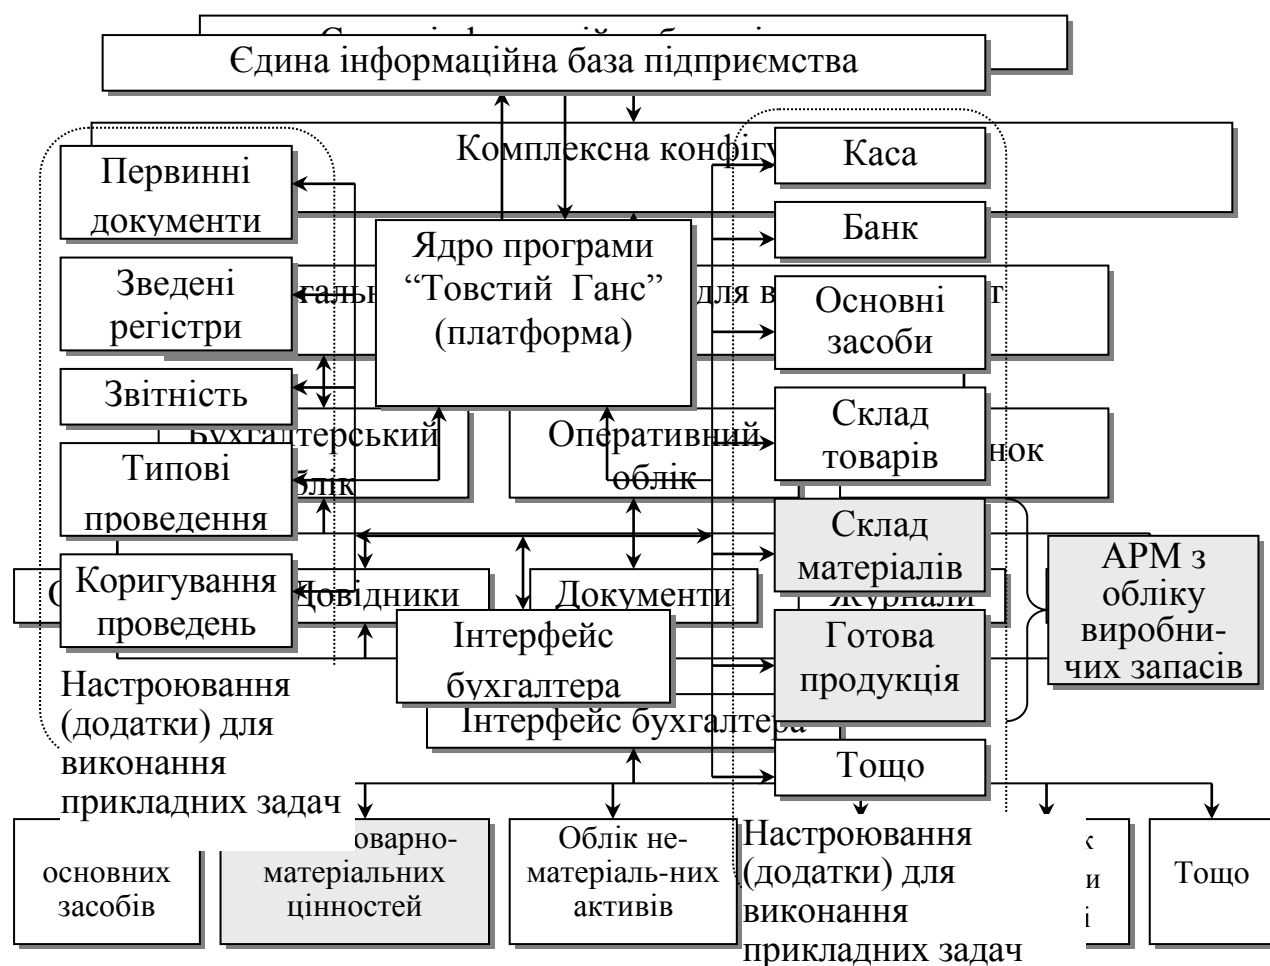 Єдина інформаційна база підприємства
Комплексна
Первинні
документи
Зведені
регістри
Звітність
Типові
проведення
Коригування
проведень
Настроювання
(додатки) для
виконання
прикладних задач
Ядро програми
“Товстий Ганс”
(платформа)
для
Бухгалтерський
Оперативний
облік
Довідники
Документи
Журнали
Інтерфейс
бухгалтера
Інтерфейс бухгалтера
Каса
Банк
Основні
засоби
Склад
товарів
Склад
матеріалів
Готова
продукція
Тощо
АРМ з
обліку
виробни-
чих запасів
Настроювання
(додатки) для
виконання
прикладних задач
основних
засобів
матеріальних
цінностей
Облік не-
матеріаль-них
активів
Тощо